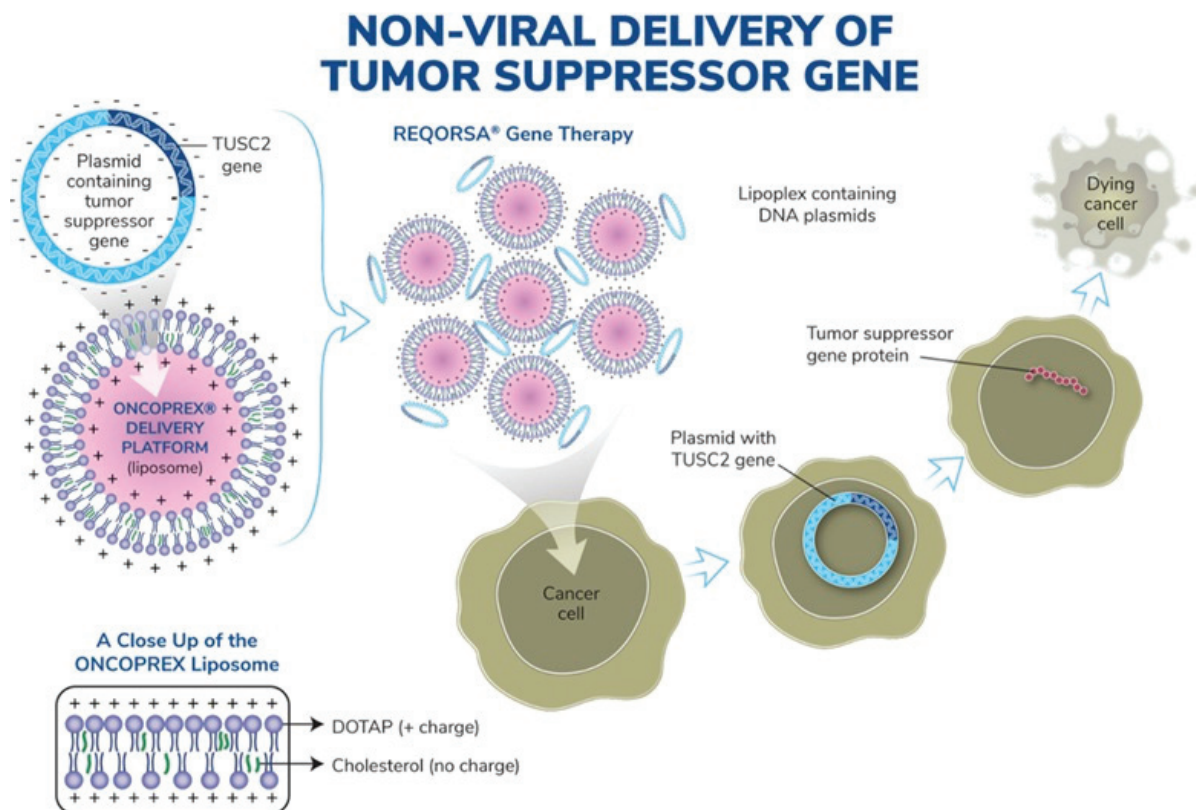 NON-VIRAL DELIVERY OF
TUMOR SUPPRESSOR GENE
TUSC2
gene
Plasmid
containing
tumor
suppressor
gene
ONCOPREX®
DELIVERY
PLATFORM
(liposome)
REQORSA® Gene Therapy
Lipoplex containing
DNA plasmids
Cancer
cell
Plasmid with
TUSC2 gene
Tumor suppressor
gene protein
Dying
cancer
cell
A Close Up of the
ONCOPREX Liposome
DOTAP (+ charge)
Cholesterol (no charge)